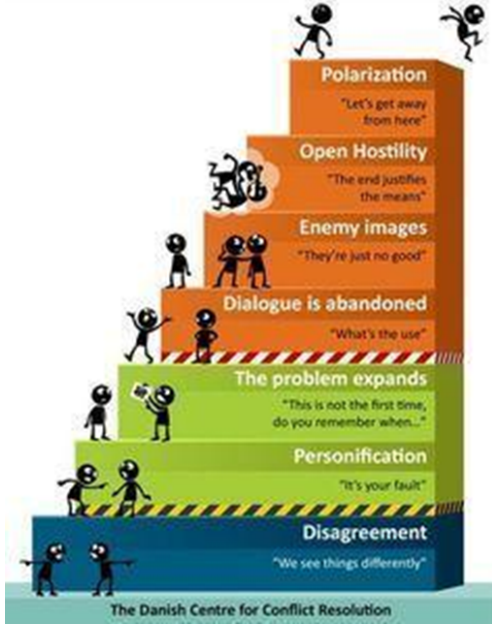 Polarization
"Let's get away
from here"
Open Hostility
"The end justifies
the means"
Enemy images
"They're just no good"
Dialogue is abandoned
"What's the use"
The problem expands
"This is not the first time,
do you remember when..."
Personification
"It's your fault"
Disagreement
"We see things differently"
The Danish Centre for Conflict Resolution